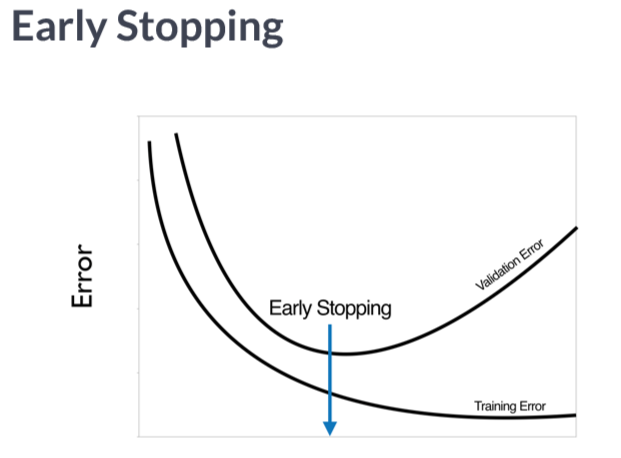 Early Stopping
Error
Early Stopping
Validation Error
Training Error